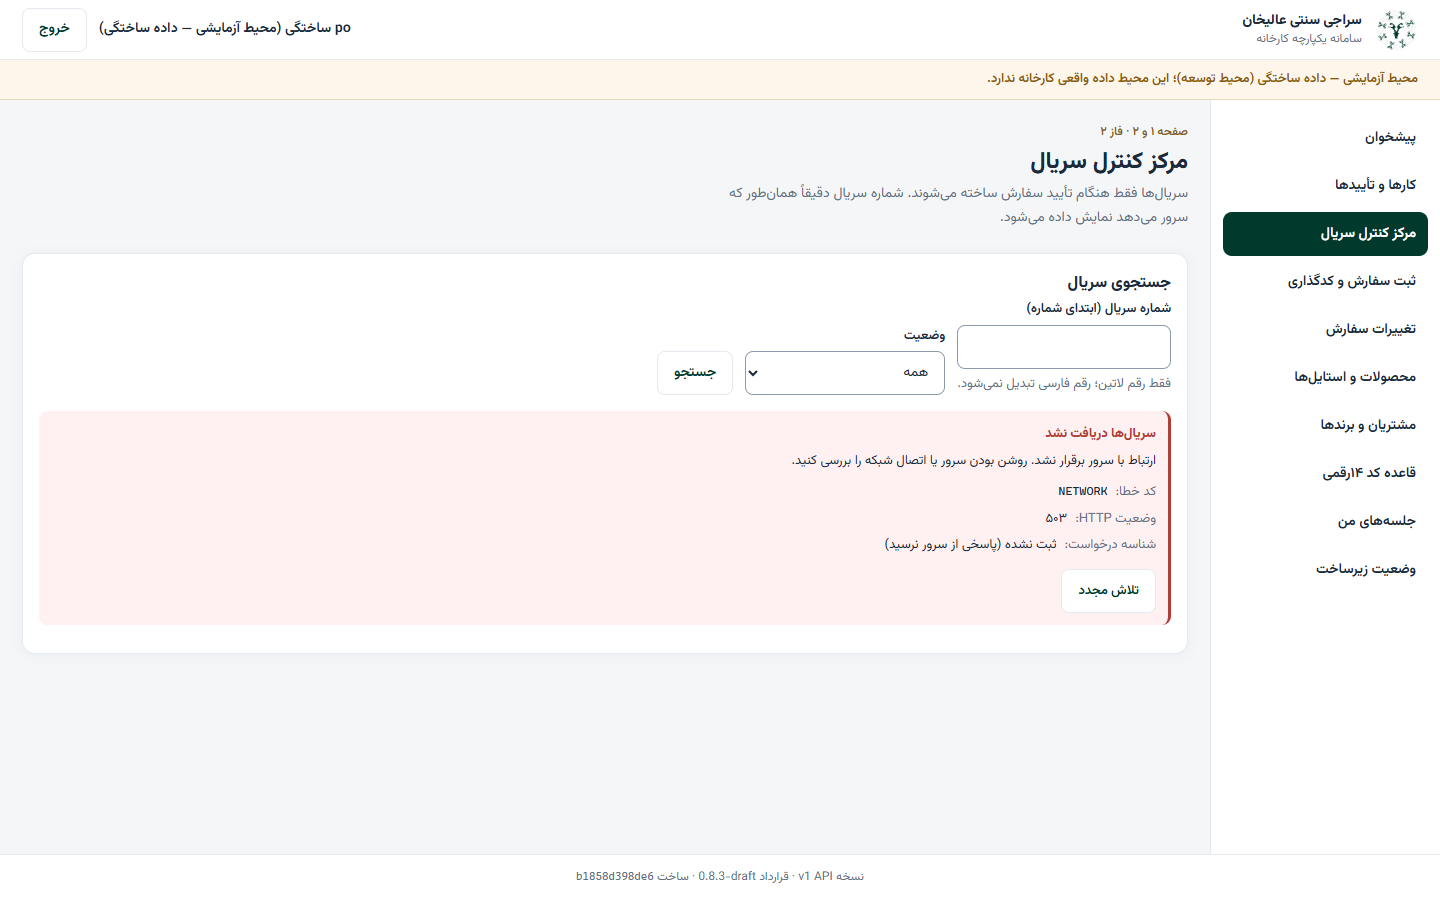 سراجی سنتی عالیخان
سامانه یکپارچه کارخانه
po ساختگی (محیط آزمایشی — داده ساختگی)
خروج
محیط آزمایشی — داده ساختگی (محیط توسعه)؛ این محیط داده واقعی کارخانه ندارد.
پیشخوان
کارها و تأییدها
مرکز کنترل سریال
ثبت سفارش و کدگذاری
تغییرات سفارش
محصولات و استایل‌ها
مشتریان و برندها
قاعده کد ۱۴رقمی
جلسه‌های من
وضعیت زیرساخت
صفحه ۱ و ۲ · فاز ۲
مرکز کنترل سریال
سریال‌ها فقط هنگام تأیید سفارش ساخته می‌شوند. شماره سریال دقیقاً همان‌طور که
سرور می‌دهد نمایش داده می‌شود.
جستجوی سریال
شماره سریال (ابتدای شماره)
فقط رقم لاتین؛ رقم فارسی تبدیل نمی‌شود.
وضعیت
همه
جستجو
سریال‌ها دریافت نشد
ارتباط با سرور برقرار نشد. روشن بودن سرور یا اتصال شبکه را بررسی کنید.
کد خطا: NETWORK
وضعیت HTTP: ۵۰۳
شناسه درخواست: ثبت نشده (پاسخی از سرور نرسید)
تلاش مجدد
نسخه v1 API · قرارداد 0.8.3-draft · ساخت b1858d398de6